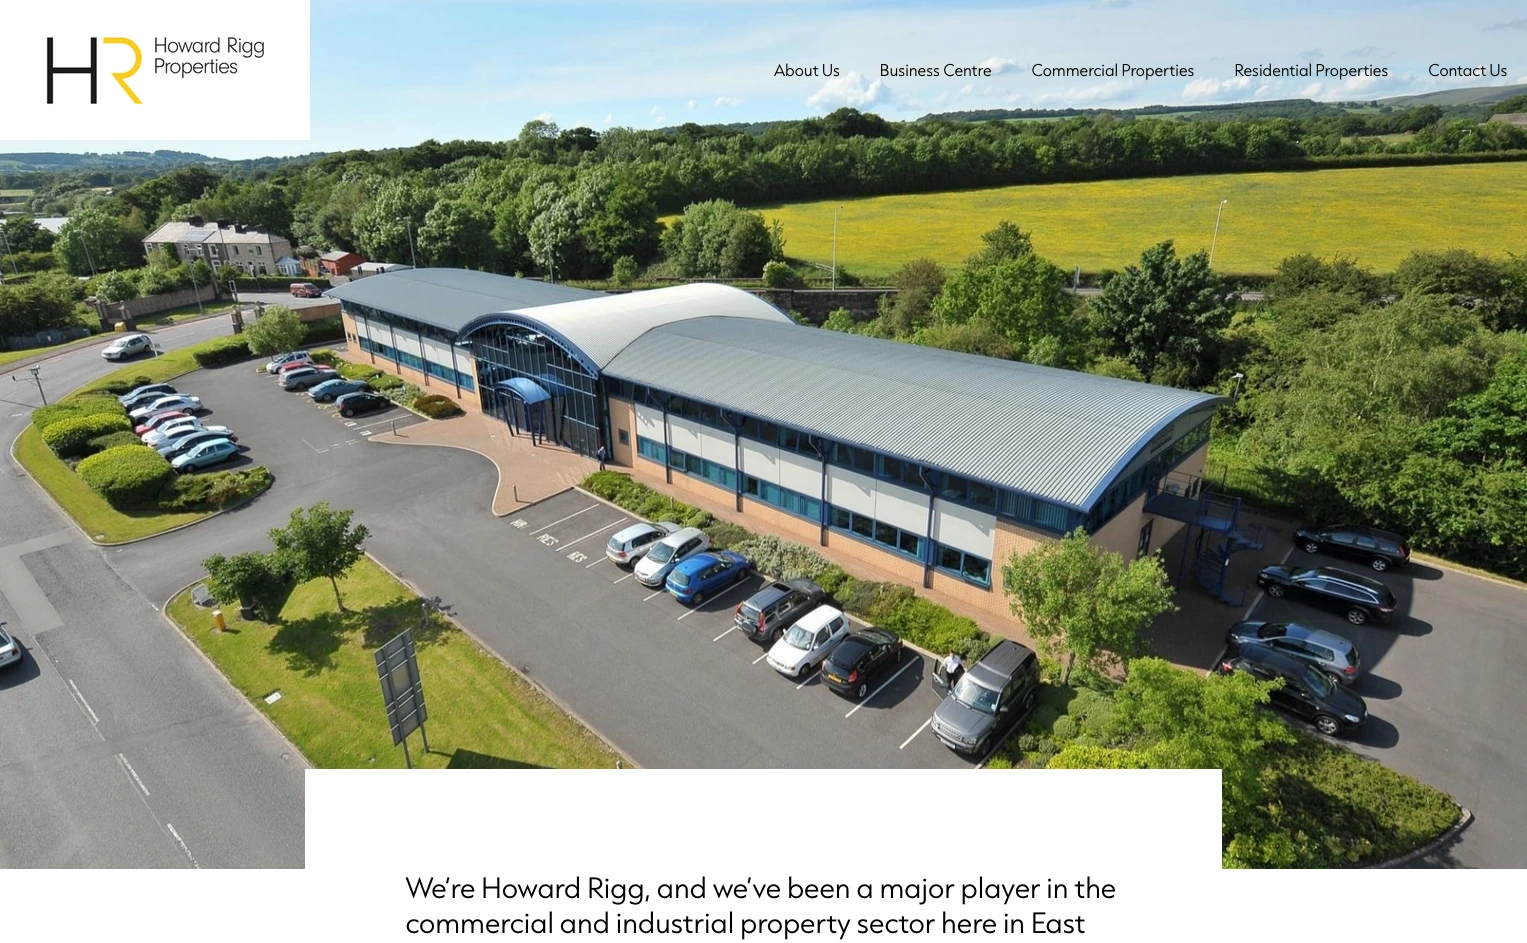 HR
Howard Rigg
Properties
About Us
Business Centre
Commercial Properties
Residential Properties
Contact Us
We're Howard Rigg, and we've been a major player in the
commercial and industrial property sector here in East